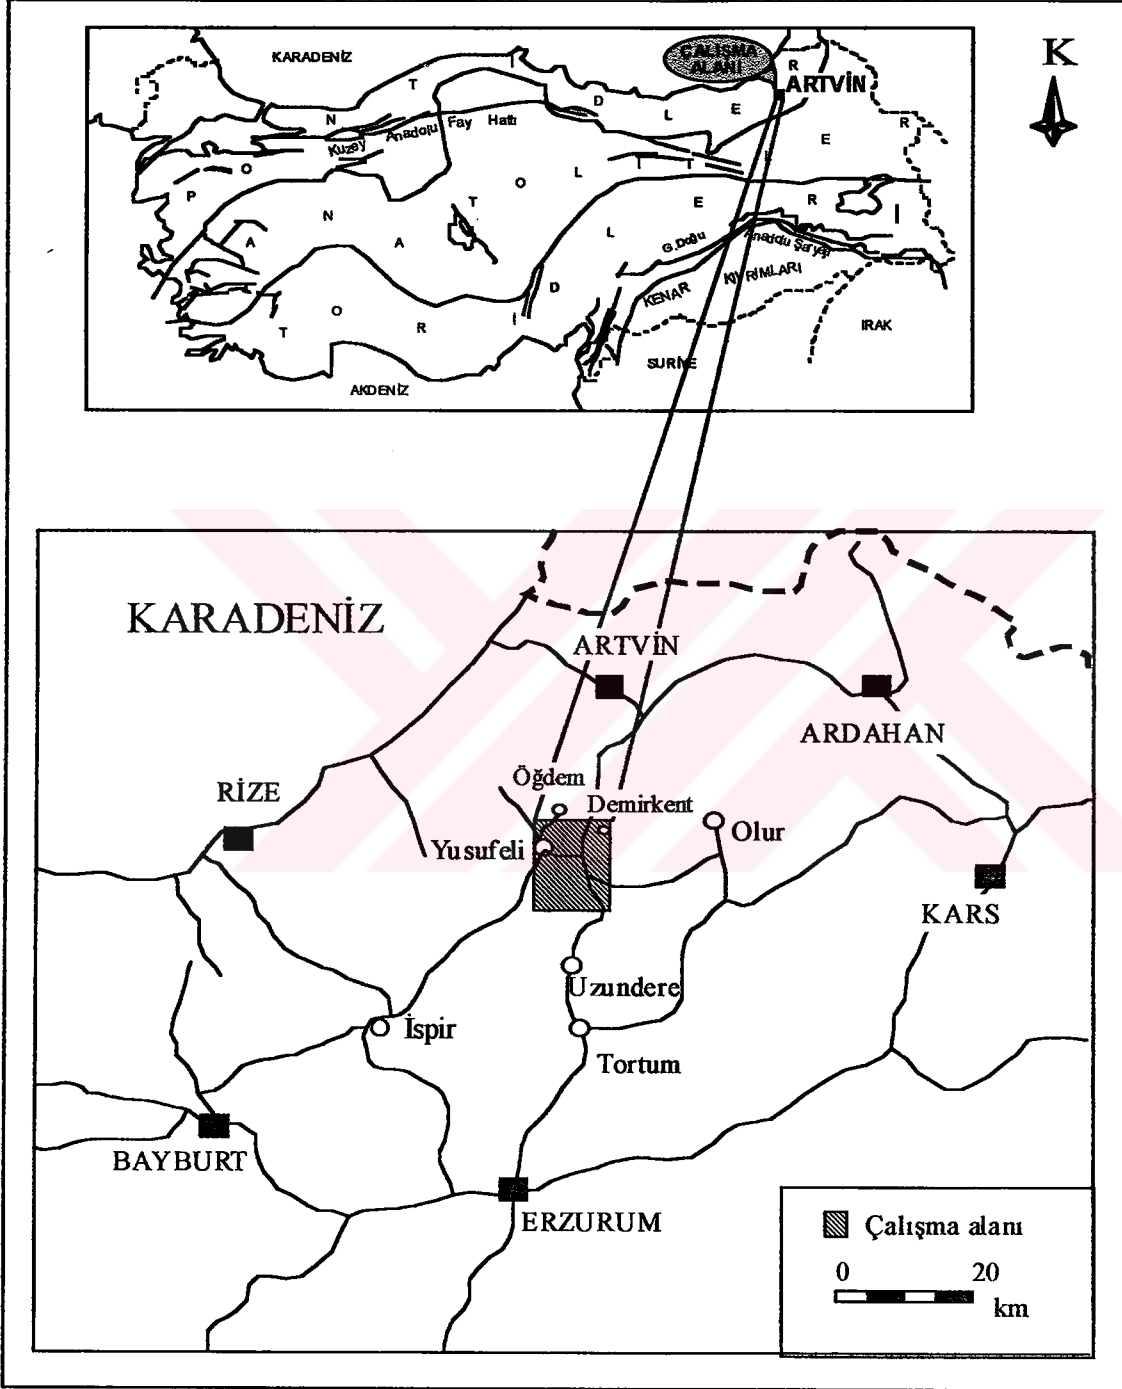 KARADENİZ
ÇALIŞMA
ALANI
ARTVİN
K
P O N T İ D L E R
Kuzey Anadolu Fay Hattı
A N A T O L İ T L E R
T O R İ D L E R İ
G.Doğu Anadolu Şaryajı
KENAR KIVRIMLARI
IRAK
SURİYE
AKDENİZ
KARADENİZ
ARTVİN
ARDAHAN
RİZE
Öğdem
Demirkent
Yusufeli
Olur
KARS
Uzundere
İspir
Tortum
BAYBURT
ERZURUM
Çalışma alanı
0 20
km